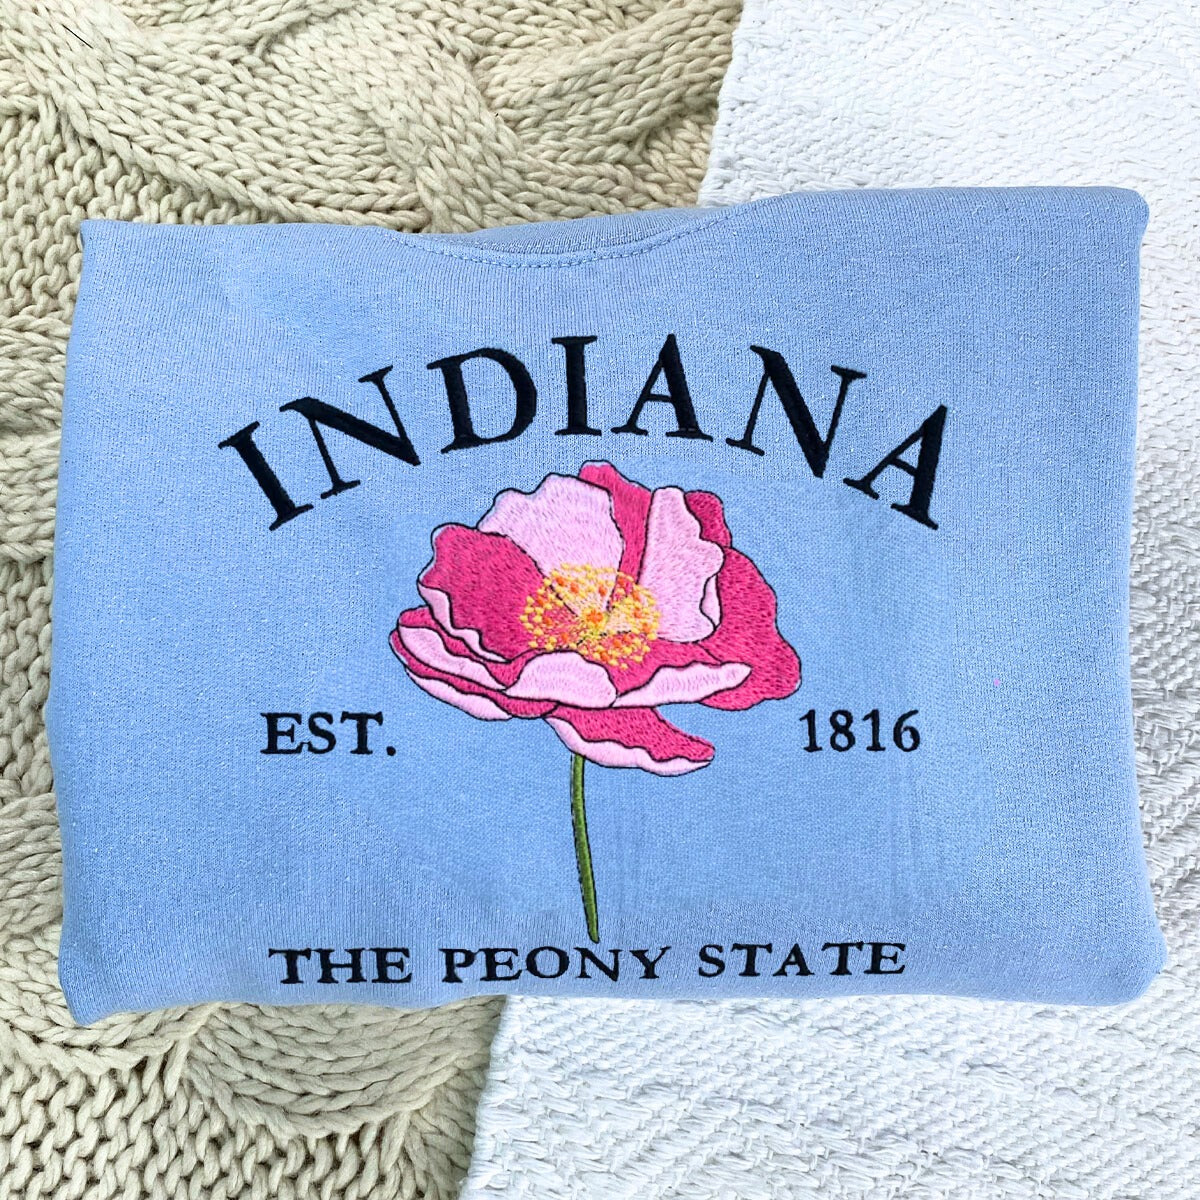 INDIANA
EST. 1816
THE PEONY STATE